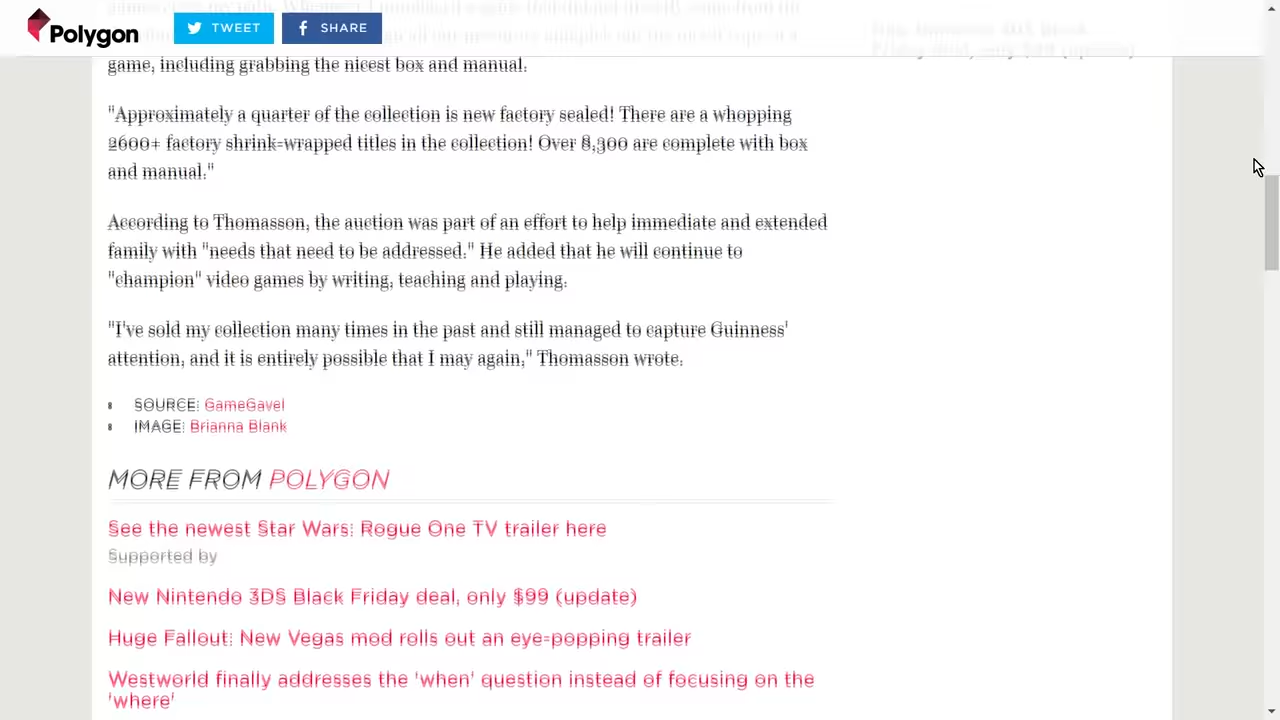 Polygon
TWEET
SHARE
game, including grabbing the nicest box and manual.
"Approximately a quarter of the collection is new factory sealed! There are a whopping
2600+ factory shrink-wrapped titles in the collection! Over 8,300 are complete with box
and manual."
According to Thomasson, the auction was part of an effort to help immediate and extended
family with "needs that need to be addressed." He added that he will continue to
"champion" video games by writing, teaching and playing.
"I've sold my collection many times in the past and still managed to capture Guinness'
attention, and it is entirely possible that I may again," Thomasson wrote.
SOURCE: GameGavel
IMAGE: Brianna Blank
MORE FROM POLYGON
See the newest Star Wars: Rogue One TV trailer here
Supported by
New Nintendo 3DS Black Friday deal, only $99 (update)
Huge Fallout: New Vegas mod rolls out an eye-popping trailer
Westworld finally addresses the 'when' question instead of focusing on the
'where'